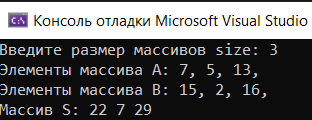 Консоль отладки Microsoft Visual Studio
Введите размер массивов size: 3
Элементы массива A: 7, 5, 13,
Элементы массива B: 15, 2, 16,
Массив S: 22 7 29